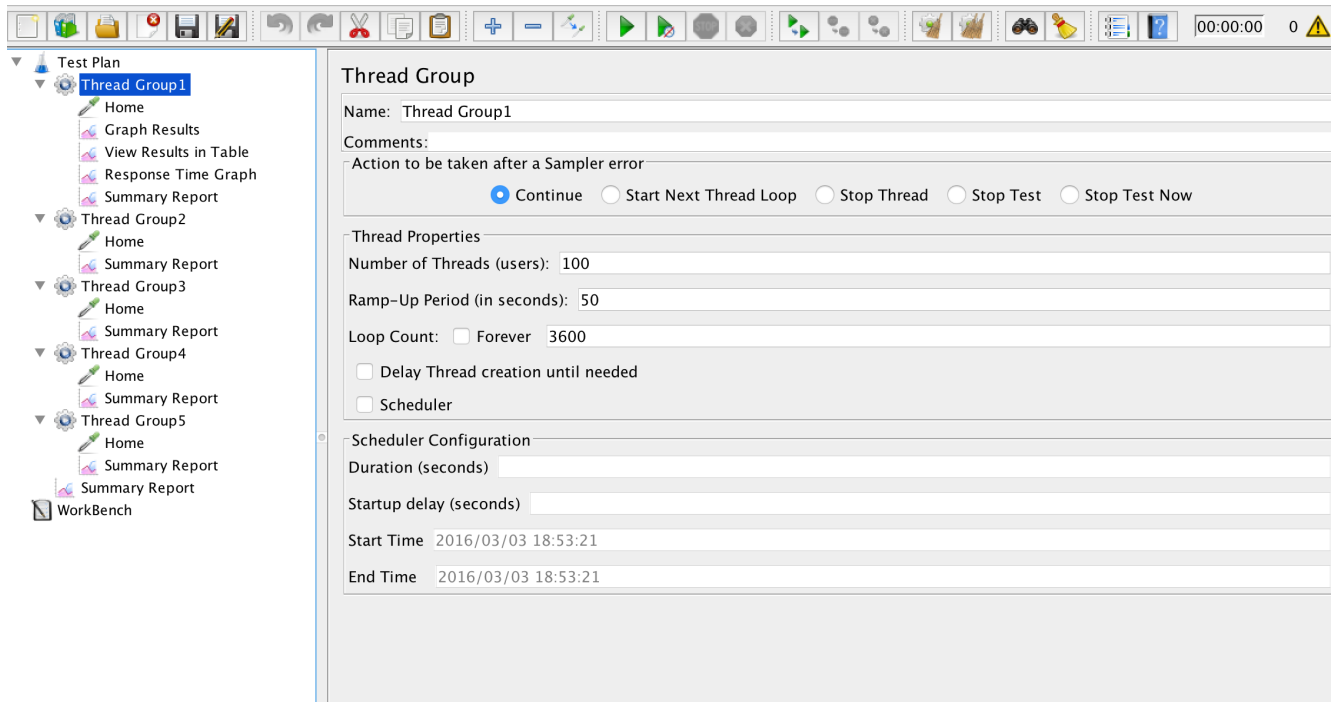 STOP
00:00:00 0
Test Plan
Thread Group1
Home
Graph Results
View Results in Table
Response Time Graph
Summary Report
Thread Group2
Home
Summary Report
Thread Group3
Home
Summary Report
Thread Group4
Home
Summary Report
Thread Group5
Home
Summary Report
Summary Report
WorkBench
Thread Group
Name: Thread Group1
Comments:
Action to be taken after a Sampler error
Continue Start Next Thread Loop Stop Thread Stop Test Stop Test Now
Thread Properties
Number of Threads (users): 100
Ramp-Up Period (in seconds): 50
Loop Count: Forever 3600
Delay Thread creation until needed
Scheduler
Scheduler Configuration
Duration (seconds)
Startup delay (seconds)
Start Time 2016/03/03 18:53:21
End Time 2016/03/03 18:53:21